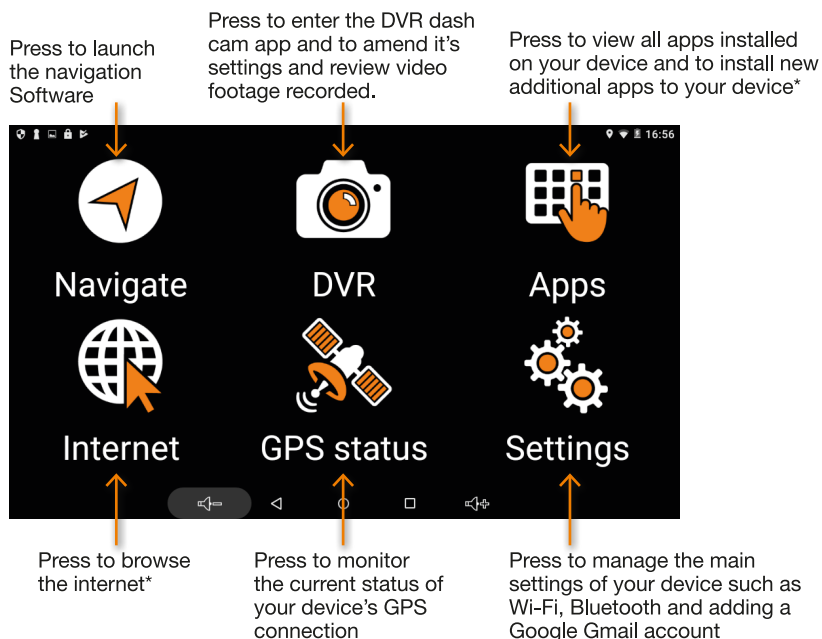 Press to launch
the navigation
Software
Press to enter the DVR dash
cam app and to amend it's
settings and review video
footage recorded.
Press to view all apps installed
on your device and to install new
additional apps to your device*
16:56
Navigate
DVR
Apps
Internet
GPS status
Settings
Press to browse
the internet*
Press to monitor
the current status of
your device’s GPS
connection
Press to manage the main
settings of your device such as
Wi-Fi, Bluetooth and adding a
Google Gmail account